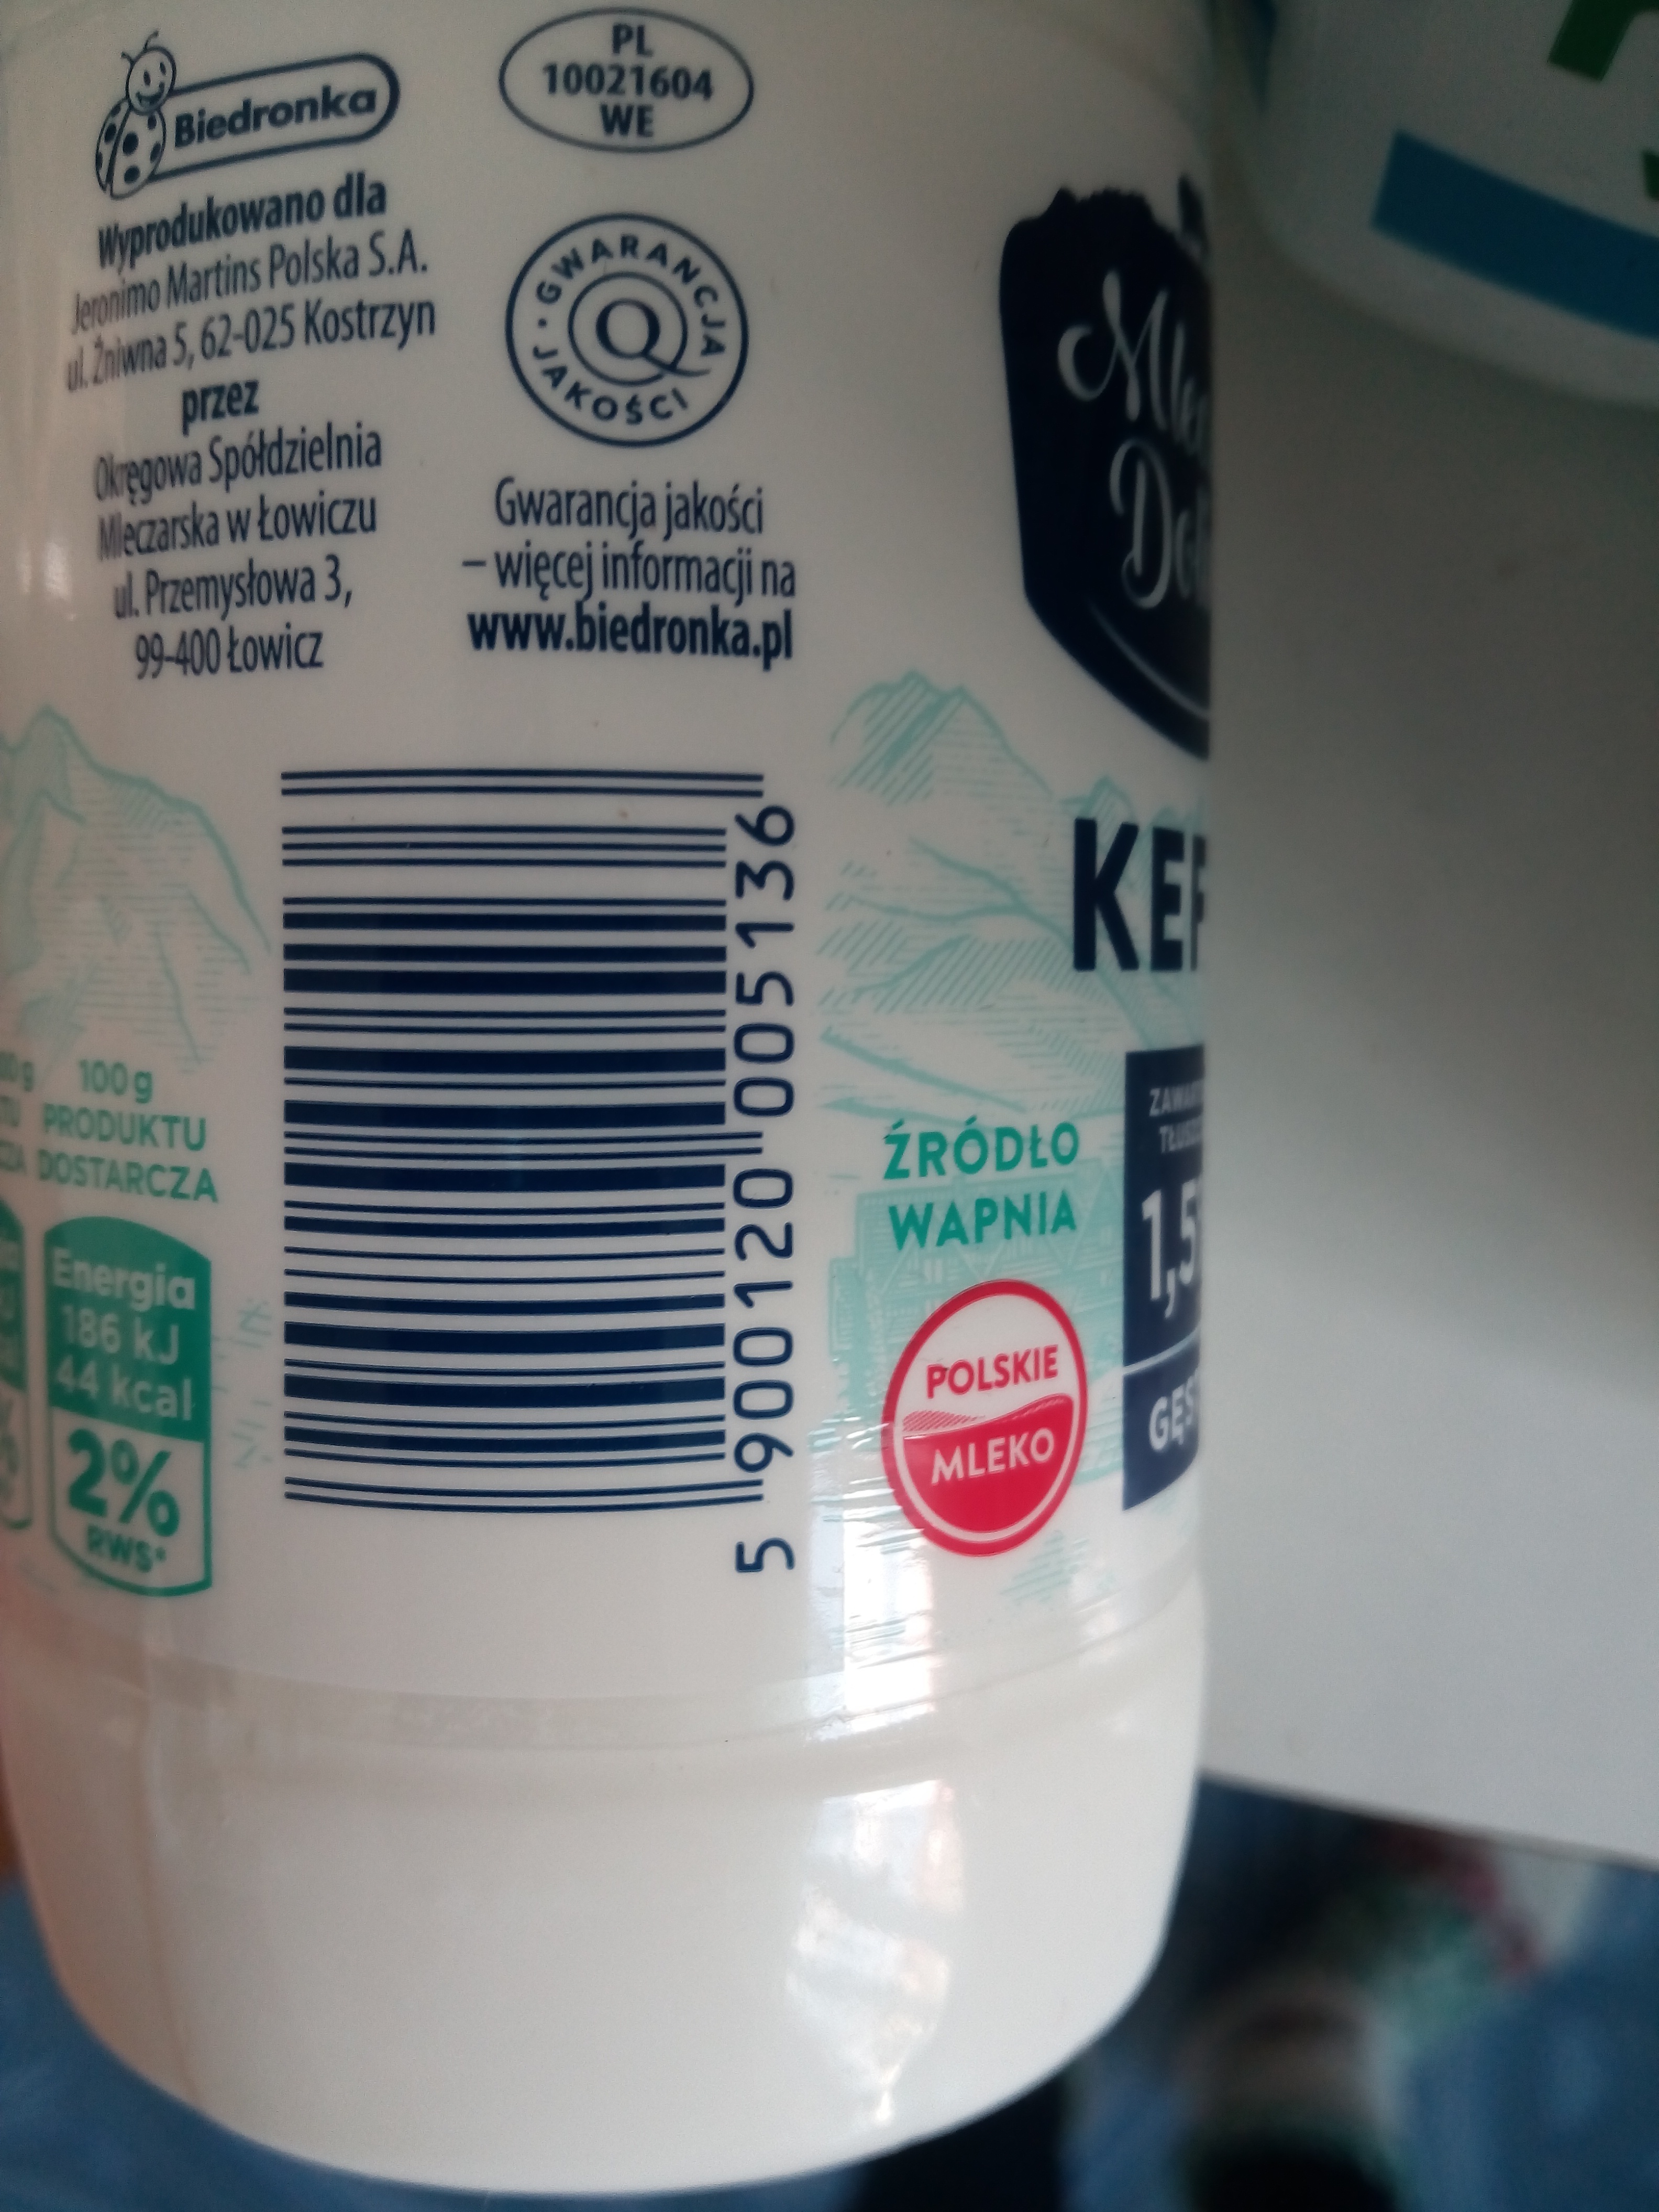 Biedronka
Wyprodukowano dla
Jeronimo Martins Polska S.A.
ul. Żniwna 5, 62-025 Kostrzyn
przez
Okręgowa Spółdzielnia
Mleczarska w Łowiczu
ul. Przemysłowa 3,
99-400 Łowicz
PL
10021604
WE
GWARANCJA
Q
JAKOŚCI
Gwarancja jakości
– więcej informacji na
www.biedronka.pl
100 g
PRODUKTU
DOSTARCZA
Energia
186 kJ
44 kcal
2%
RWS*
5 900120 005136
ŹRÓDŁO
WAPNIA
POLSKIE
MLEKO
1,5